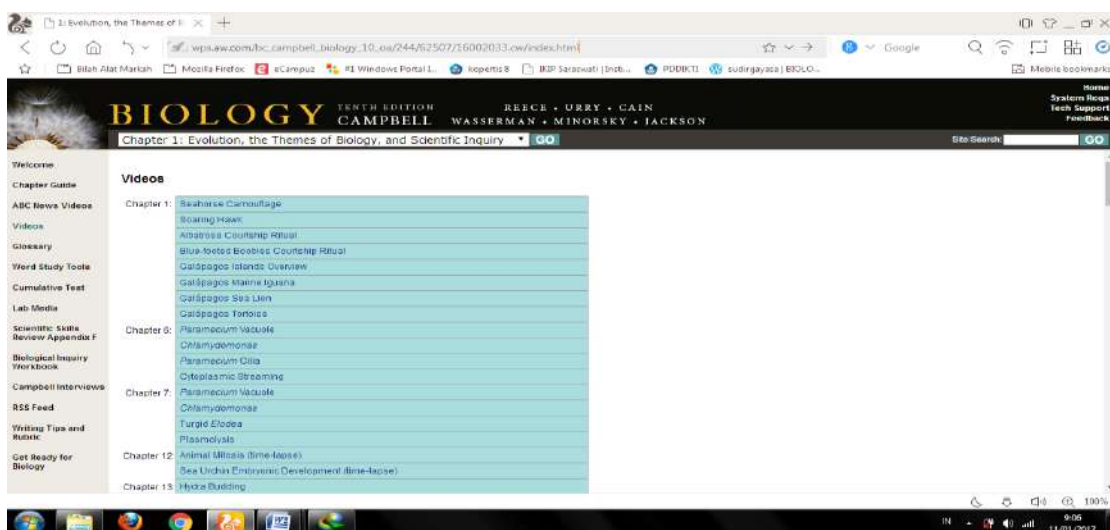 1: Evolution, the Themes of B
wps.aw.com/bc_campbell_biology_10_oa/244/62507/16002033.cw/index.html
Google
Bilah Alat Markah
Mozilla Firefox
eCampuz
#1 Windows Portal L...
kopertis 8
IKIP Saraswati | Inst...
PDDIKTI
sudirgayasa | BIOLO...
Mobile bookmarks
BIOLOGY
TENTH EDITION
CAMPBELL
REECE • URRY • CAIN
WASSERMAN • MINORSKY • JACKSON
Home
System Reqs
Tech Support
Feedback
Chapter 1: Evolution, the Themes of Biology, and Scientific Inquiry
GO
Site Search:
GO
Welcome
Chapter Guide
ABC News Videos
Videos
Glossary
Word Study Tools
Cumulative Test
Lab Media
Scientific Skills
Review Appendix F
Biological Inquiry
Workbook
Campbell Interviews
RSS Feed
Writing Tips and
Rubric
Get Ready for
Biology
Videos
Chapter 1: Seahorse Camouflage
Soaring Hawk
Albatross Courtship Ritual
Blue-footed Boobies Courtship Ritual
Galápagos Islands Overview
Galápagos Marine Iguana
Galápagos Sea Lion
Galápagos Tortoise
Chapter 6: Paramecium Vacuole
Chlamydomonas
Paramecium Cilia
Cytoplasmic Streaming
Chapter 7: Paramecium Vacuole
Chlamydomonas
Turgid Elodea
Plasmolysis
Chapter 12: Animal Mitosis (time-lapse)
Sea Urchin Embryonic Development (time-lapse)
Chapter 13: Hydra Budding
100%
IN
9:05
11/01/2017